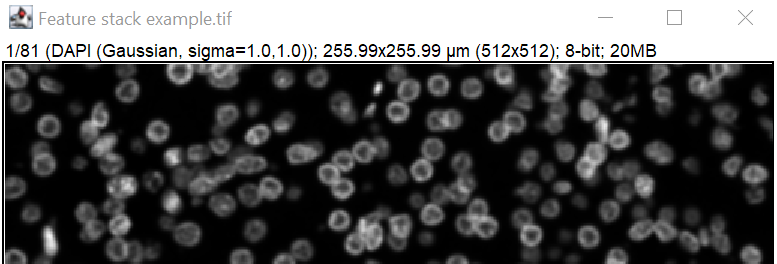 Feature stack example.tif
1/81 (DAPI (Gaussian, sigma=1.0,1.0)); 255.99x255.99 µm (512x512); 8-bit; 20MB